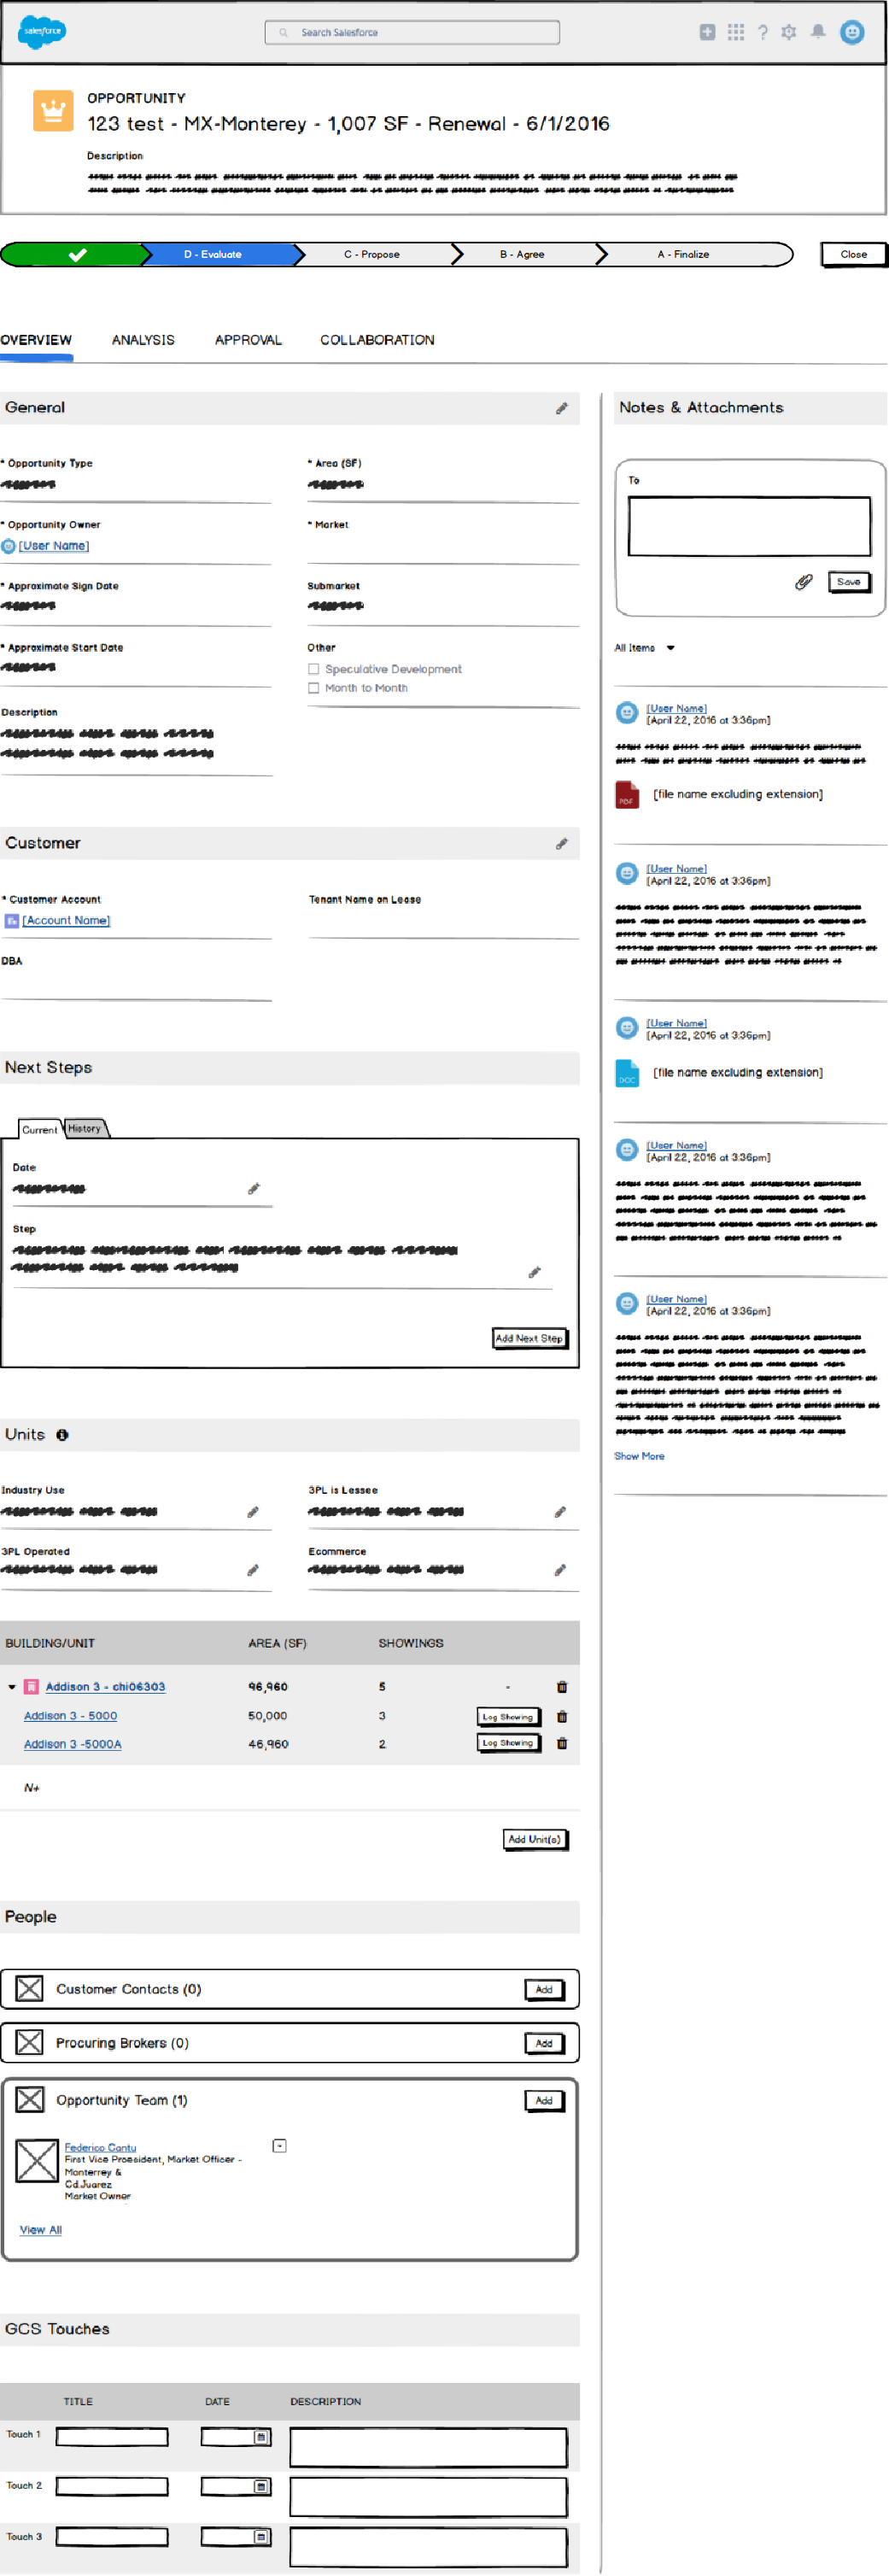 salesforce
Search Salesforce
?
OPPORTUNITY
123 test - MX-Monterey - 1,007 SF - Renewal - 6/1/2016
Description
D - Evaluate
C - Propose
B - Agree
A - Finalize
Close
OVERVIEW
ANALYSIS
APPROVAL
COLLABORATION
General
* Opportunity Type
* Area (SF)
* Opportunity Owner
* Market
[User Name]
* Approximate Sign Date
Submarket
* Approximate Start Date
Other
Speculative Development
Month to Month
Description
Customer
* Customer Account
Tenant Name on Lease
[Account Name]
DBA
Next Steps
Current
History
Date
Step
Add Next Step
Units
Industry Use
3PL is Lessee
3PL Operated
Ecommerce
BUILDING/UNIT
AREA (SF)
SHOWINGS
Addison 3 - chi06303
96,960
5
-
Addison 3 - 5000
50,000
3
Log Showing
Addison 3 -5000A
46,960
2
Log Showing
N+
Add Unit(s)
People
Customer Contacts (0)
Add
Procuring Brokers (0)
Add
Opportunity Team (1)
Add
Federico Cantu
First Vice Proesident, Market Officer -
Monterrey &
Cd.Juarez
Market Owner
View All
GCS Touches
TITLE
DATE
DESCRIPTION
Touch 1
Touch 2
Touch 3
Notes & Attachments
To
Save
All Items
[User Name]
[April 22, 2016 at 3:36pm]
PDF
[file name excluding extension]
[User Name]
[April 22, 2016 at 3:36pm]
[User Name]
[April 22, 2016 at 3:36pm]
DOC
[file name excluding extension]
[User Name]
[April 22, 2016 at 3:36pm]
[User Name]
[April 22, 2016 at 3:36pm]
Show More